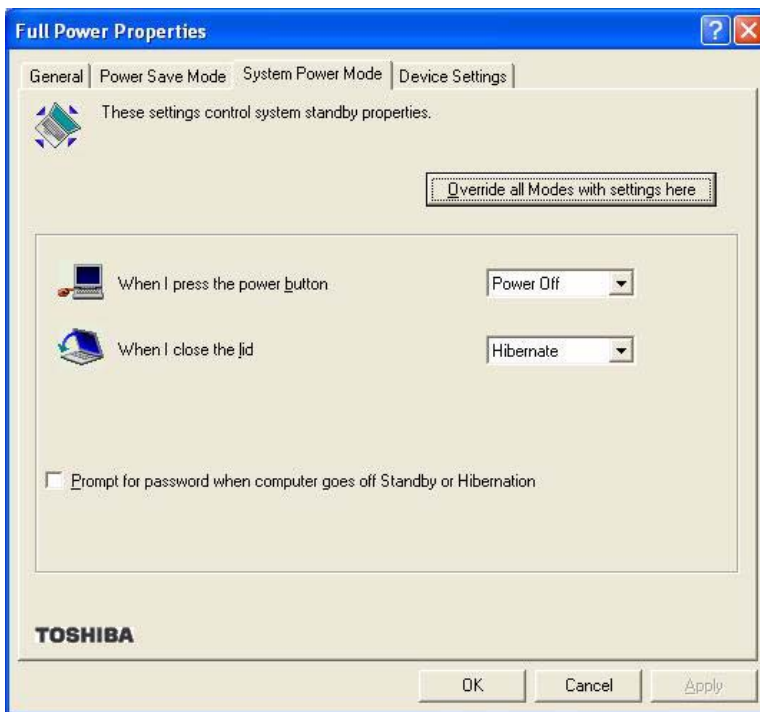 Full Power Properties
General Power Save Mode System Power Mode Device Settings
These settings control system standby properties.
Override all Modes with settings here
When I press the power button Power Off
When I close the lid Hibernate
Prompt for password when computer goes off Standby or Hibernation
TOSHIBA
OK Cancel Apply